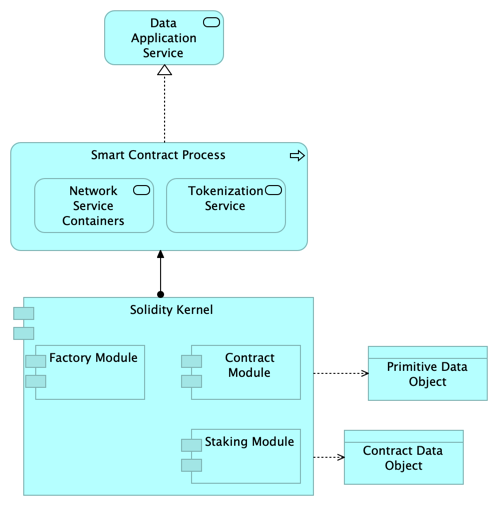 Data
Application
Service
Smart Contract Process
Network
Service
Containers
Tokenization
Service
Solidity Kernel
Factory Module
Contract
Module
Primitive Data
Object
Staking Module
Contract Data
Object